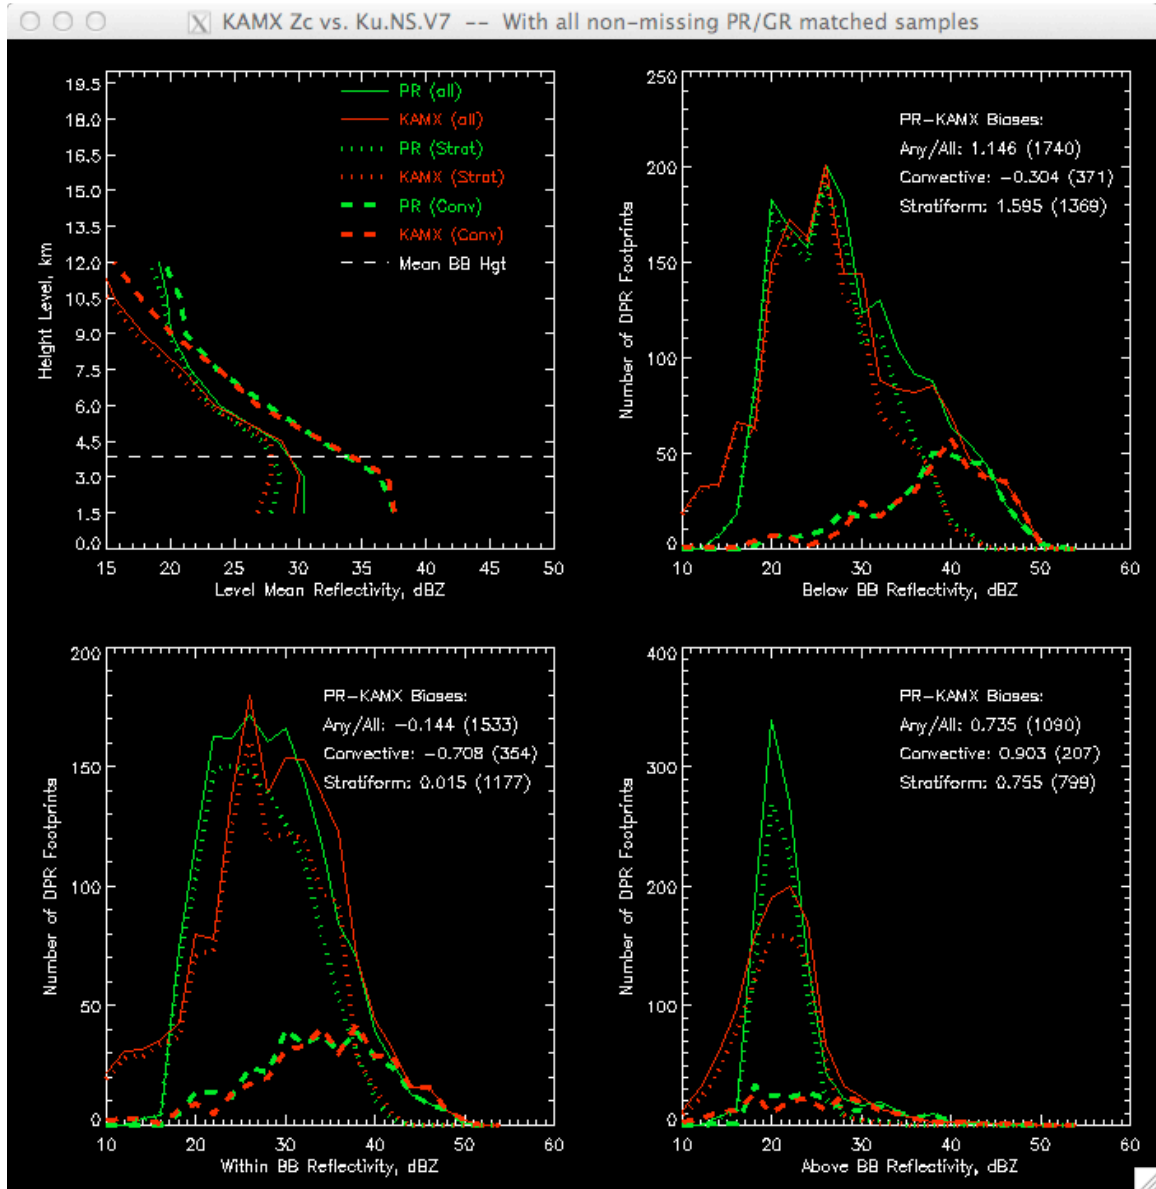 KAMX Zc vs. Ku.NS.V7 -- With all non-missing PR/GR matched samples
19.5
18.0
16.5
15.0
13.5
12.0
10.5
9.0
7.5
6.0
4.5
3.0
1.5
0.0
Height Level, km
15 20 25 30 35 40 45 50
Level Mean Reflectivity, dBZ
PR (all)
KAMX (all)
PR (Strat)
KAMX (Strat)
PR (Conv)
KAMX (Conv)
Mean BB Hgt
250
200
150
100
50
0
Number of DPR Footprints
10 20 30 40 50 60
Below BB Reflectivity, dBZ
PR-KAMX Biases:
Any/All: 1.146 (1740)
Convective: -0.304 (371)
Stratiform: 1.595 (1369)
200
150
100
50
0
Number of DPR Footprints
10 20 30 40 50 60
Within BB Reflectivity, dBZ
PR-KAMX Biases:
Any/All: -0.144 (1533)
Convective: -0.708 (354)
Stratiform: 0.015 (1177)
400
300
200
100
0
Number of DPR Footprints
10 20 30 40 50 60
Above BB Reflectivity, dBZ
PR-KAMX Biases:
Any/All: 0.735 (1090)
Convective: 0.903 (207)
Stratiform: 0.755 (799)